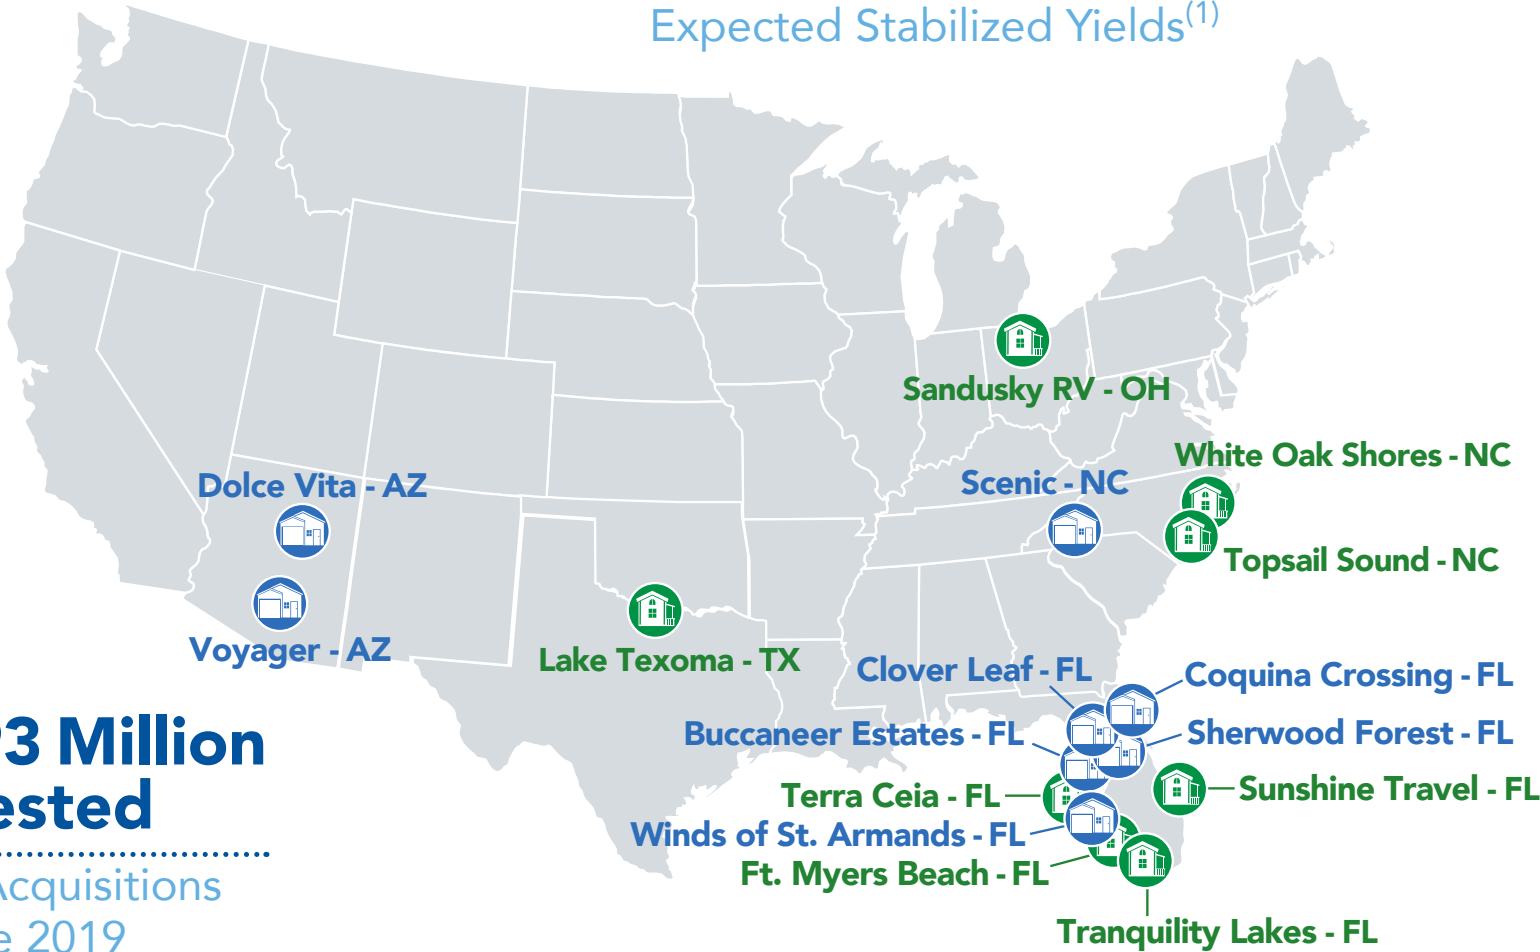 Expected Stabilized Yields(1)
Sandusky RV - OH
White Oak Shores - NC
Dolce Vita - AZ
Scenic - NC
Topsail Sound - NC
Voyager - AZ
Lake Texoma - TX
Clover Leaf - FL
Coquina Crossing - FL
Buccaneer Estates - FL
Sherwood Forest - FL
Terra Ceia - FL
Sunshine Travel - FL
Winds of St. Armands - FL
Ft. Myers Beach - FL
Tranquility Lakes - FL
3 Million
ested
Acquisitions
e 2019